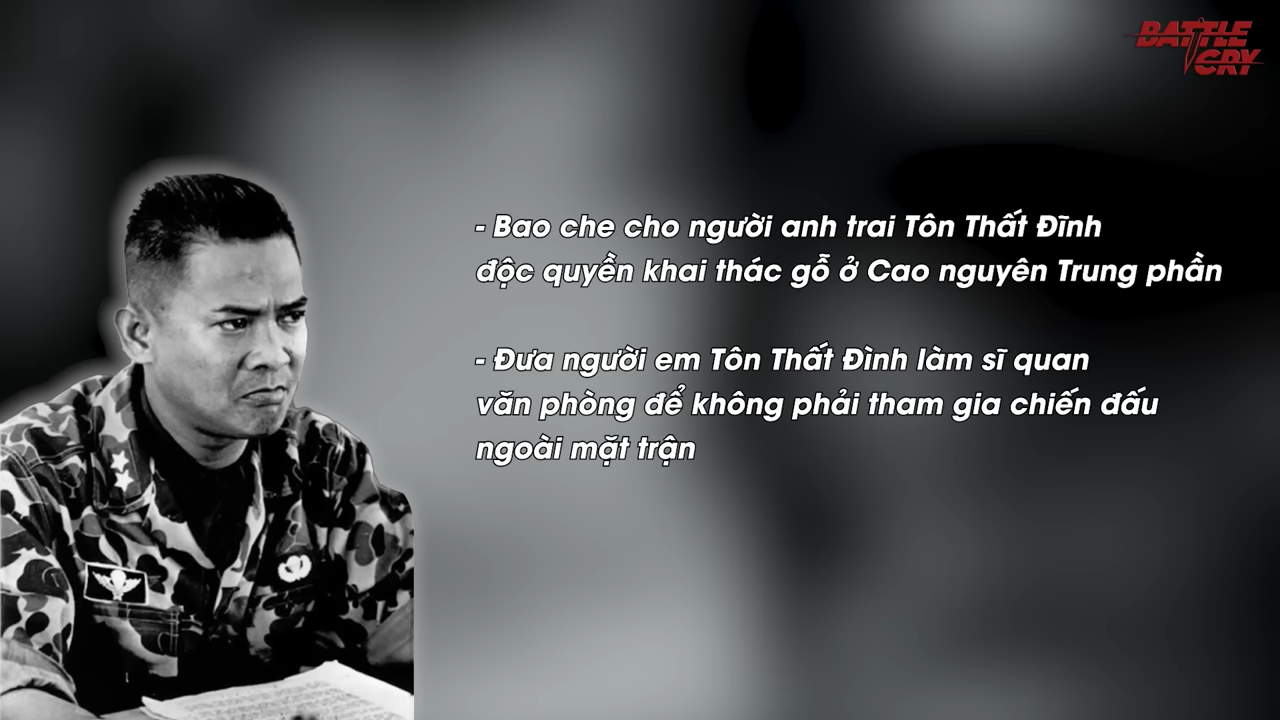 BATTLE
CRY
- Bao che cho người anh trai Tôn Thất Đĩnh
độc quyền khai thác gỗ ở Cao nguyên Trung phần
- Đưa người em Tôn Thất Đình làm sĩ quan
văn phòng để không phải tham gia chiến đấu
ngoài mặt trận